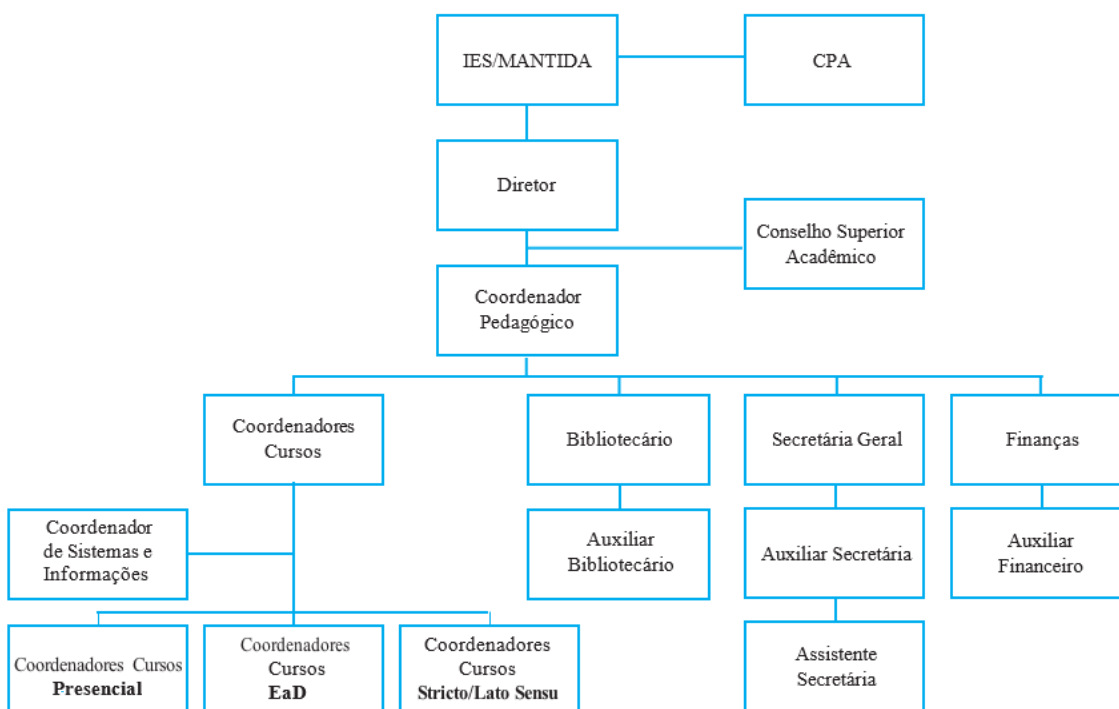 IES/MANTIDA
CPA
Diretor
Conselho Superior
Acadêmico
Coordenador
Pedagógico
Coordenadores
Cursos
Bibliotecário
Secretária Geral
Finanças
Coordenador
de Sistemas e
Informações
Auxiliar
Bibliotecário
Auxiliar Secretária
Auxiliar
Financeiro
Coordenadores Cursos
Presencial
Coordenadores
Cursos
EaD
Coordenadores
Cursos
Stricto/Lato Sensu
Assistente
Secretária